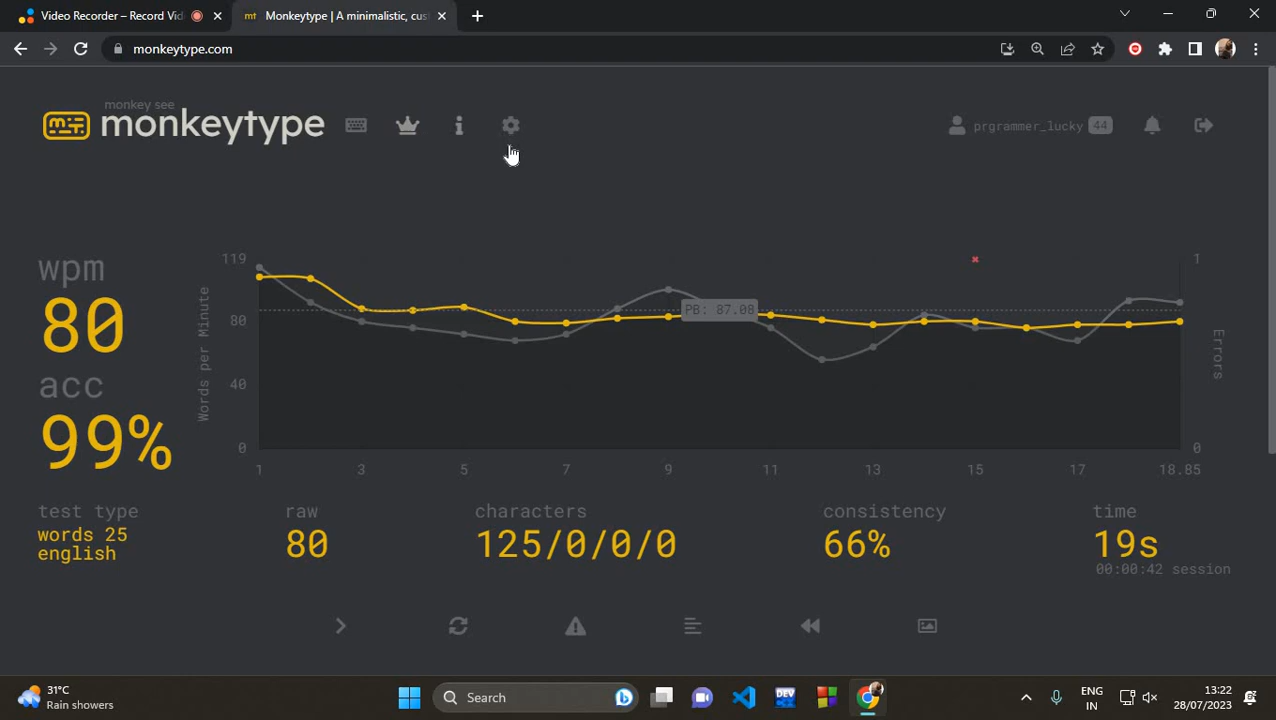 Video Recorder – Record Vid
Monkeytype | A minimalistic, cus
monkeytype.com
monkey see
monkeytype
prgrammer_lucky 44
wpm
80
acc
99%
119
80
40
0
Words per Minute
PB: 87.08
1
0
Errors
1 3 5 7 9 11 13 15 17 18.85
test type
words 25
english
raw
80
characters
125/0/0/0
consistency
66%
time
19s
00:00:42 session
31°C
Rain showers
Search
DEV
ENG
IN
13:22
28/07/2023